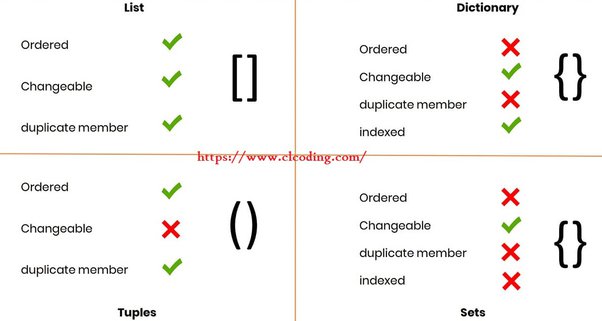 List
Ordered
Changeable
duplicate member
[]
Dictionary
Ordered
Changeable
duplicate member
indexed
{}
https://www.clcoding.com/
Ordered
Changeable
duplicate member
()
Tuples
Ordered
Changeable
duplicate member
indexed
{}
Sets